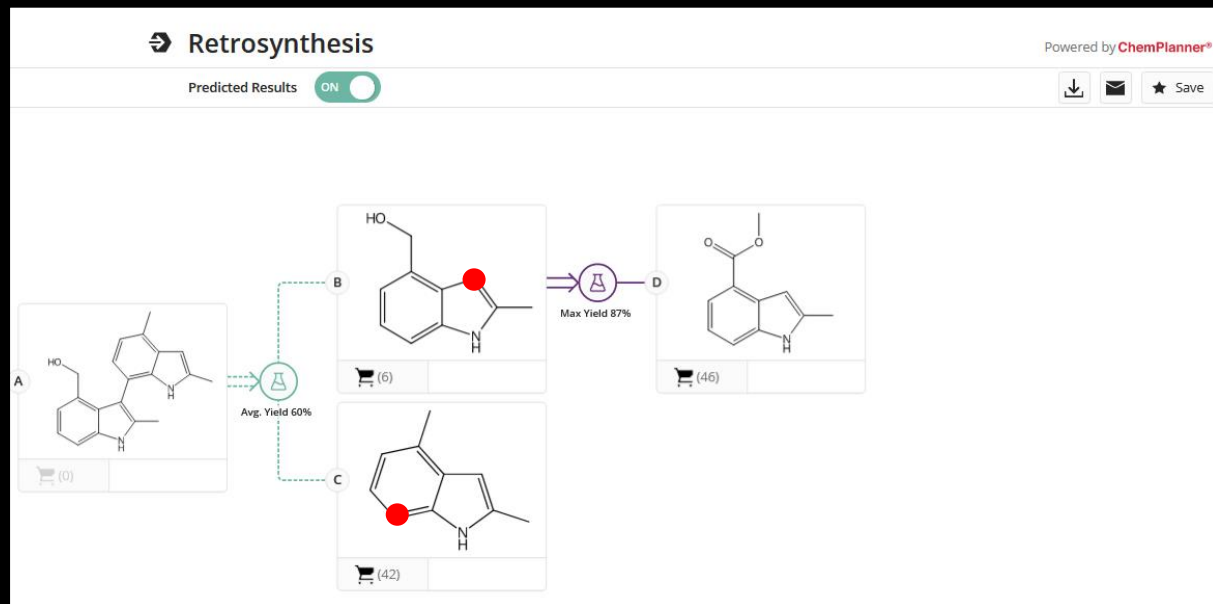 Retrosynthesis
Powered by ChemPlanner®
Predicted Results ON
Save
A
HO
N
H
N
H
(0)
Avg. Yield 60%
B
HO
N
H
(6)
Max Yield 87%
D
O
O
N
H
(46)
C
N
H
(42)